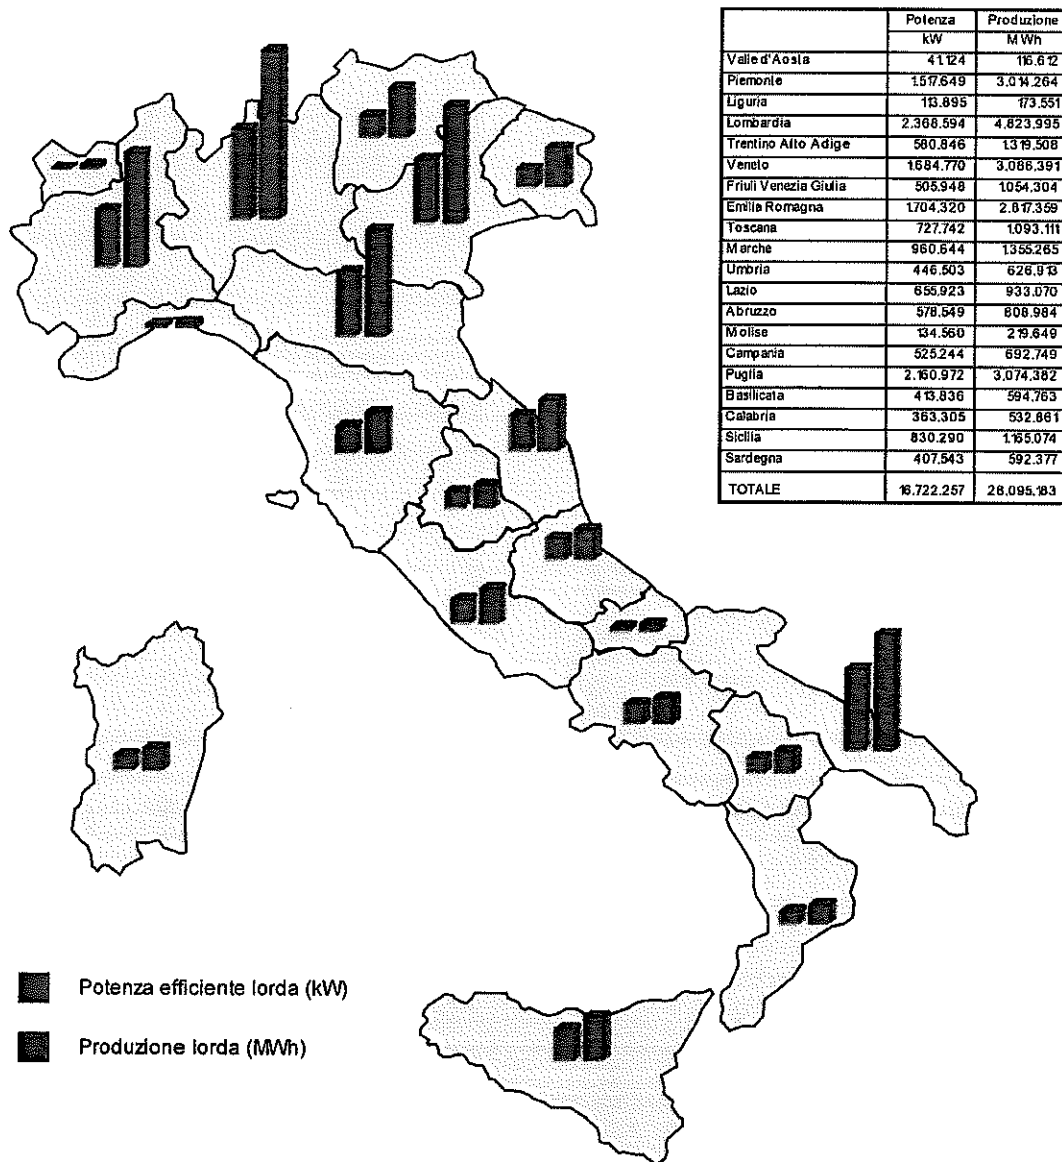 Potenza Produzione
kW MWh
Valle d'Aosta 41.124 116.612
Piemonte 1.517.649 3.014.264
Liguria 113.895 173.551
Lombardia 2.368.594 4.823.995
Trentino Alto Adige 580.846 1.319.508
Veneto 1.684.770 3.086.391
Friuli Venezia Giulia 505.948 1.054.304
Emilia Romagna 1.704.320 2.817.359
Toscana 727.742 1.093.111
Marche 960.644 1.355.265
Umbria 446.503 626.913
Lazio 655.923 933.070
Abruzzo 578.549 808.984
Molise 134.560 219.649
Campania 525.244 692.749
Puglia 2.160.972 3.074.382
Basilicata 413.836 594.763
Calabria 363.305 532.861
Sicilia 830.290 1.165.074
Sardegna 407.543 592.377
TOTALE 16.722.257 28.095.183
Potenza efficiente lorda (kW)
Produzione lorda (MWh)